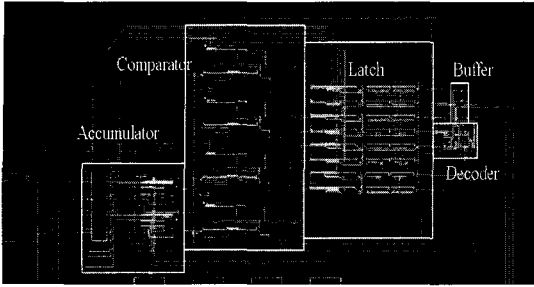 Comparator
Latch
Buffer
Accumulator
Decoder